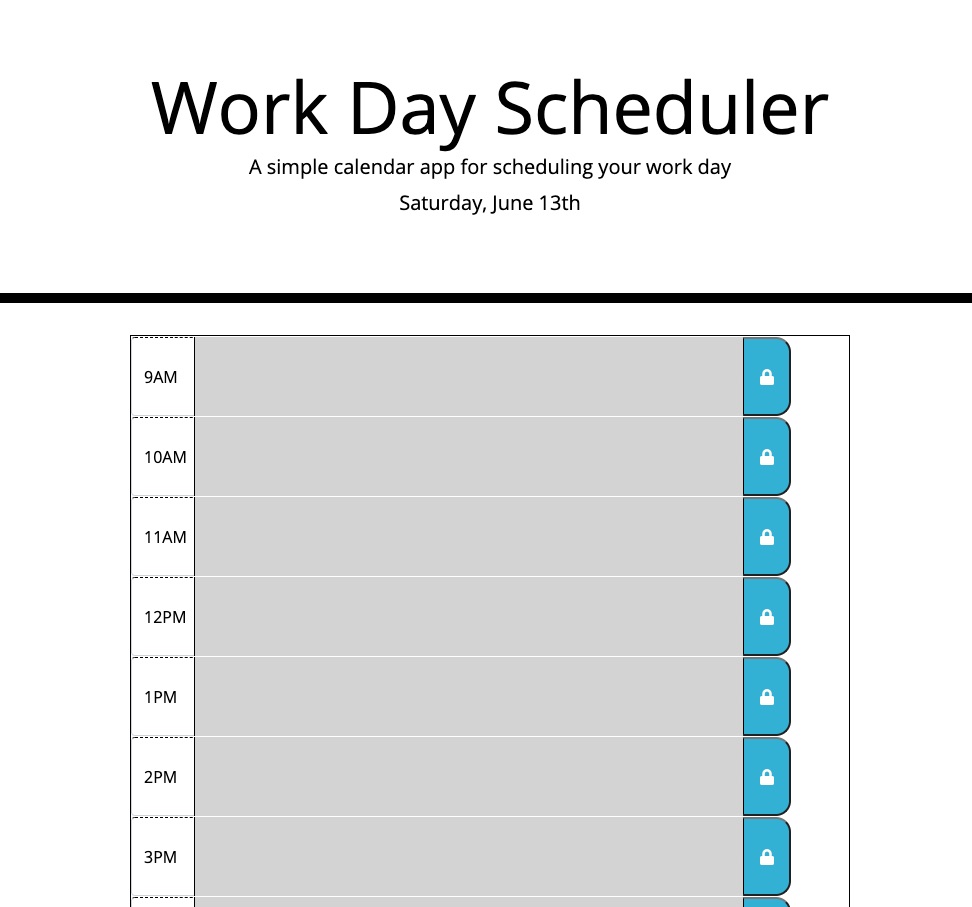 Work Day Scheduler
A simple calendar app for scheduling your work day
Saturday, June 13th
9AM
10AM
11AM
12PM
1PM
2PM
3PM